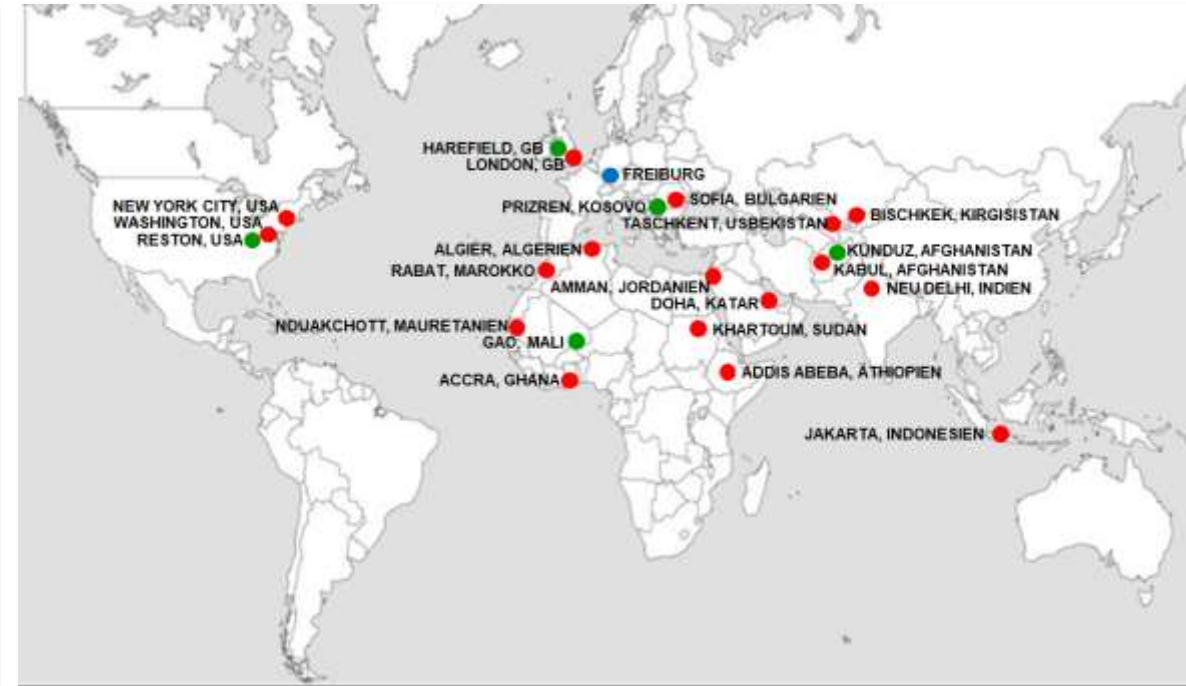 HAREFIELD, GB
LONDON, GB
FREIBURG
NEW YORK CITY, USA
WASHINGTON, USA
RESTON, USA
PRIZREN, KOSOVO
SOFIA, BULGARIEN
TASCHKENT, USBEKISTAN
BISCHKEK, KIRGISISTAN
ALGIER, ALGERIEN
KUNDUZ, AFGHANISTAN
RABAT, MAROKKO
KABUL, AFGHANISTAN
AMMAN, JORDANIEN
NEU DELHI, INDIEN
DOHA, KATAR
NDUAKCHOTT, MAURETANIEN
KHARTOUM, SUDAN
GAO, MALI
ADDIS ABEBA, ÄTHIOPIEN
ACCRA, GHANA
JAKARTA, INDONESIEN